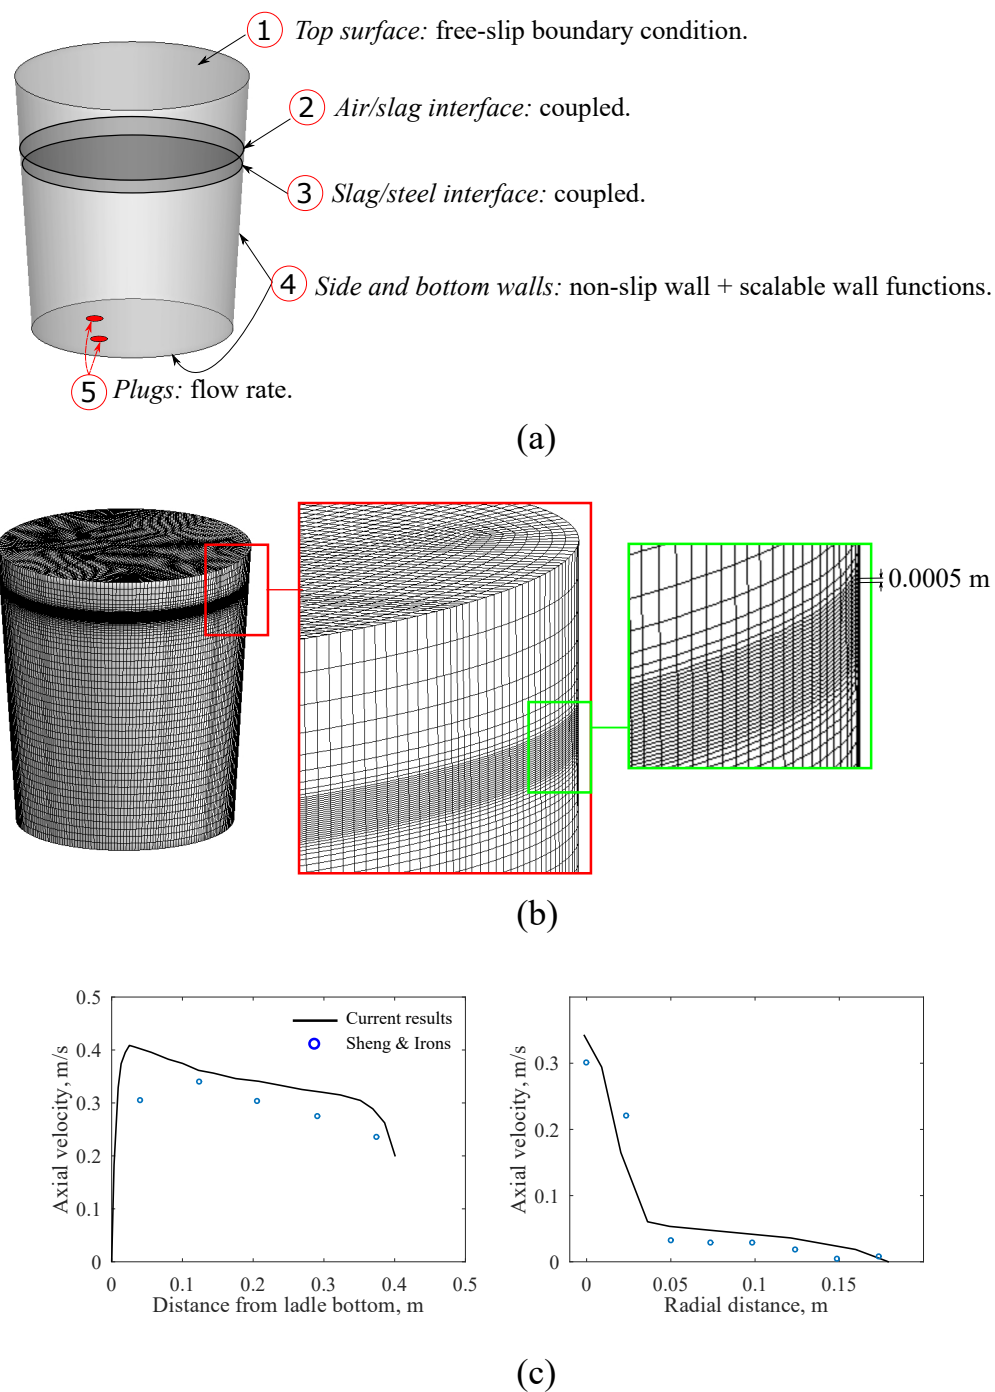 1 Top surface: free-slip boundary condition.
2 Air/slag interface: coupled.
3 Slag/steel interface: coupled.
4 Side and bottom walls: non-slip wall + scalable wall functions.
5 Plugs: flow rate.
(a)
0.0005 m
(b)
Axial velocity, m/s
0.5
0.4
0.3
0.2
0.1
0
Current results
Sheng & Irons
0 0.1 0.2 0.3 0.4 0.5
Distance from ladle bottom, m
Axial velocity, m/s
0.3
0.2
0.1
0
0 0.05 0.1 0.15
Radial distance, m
(c)